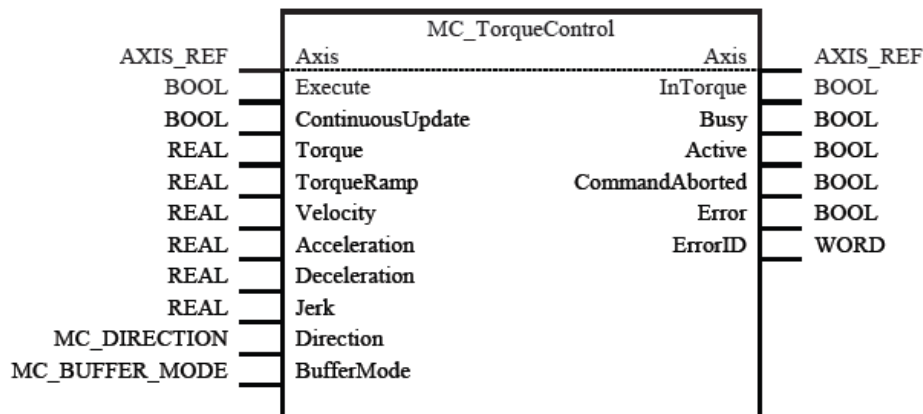 MC_TorqueControl
AXIS_REF Axis Axis AXIS_REF
BOOL Execute InTorque BOOL
BOOL ContinuousUpdate Busy BOOL
REAL Torque Active BOOL
REAL TorqueRamp CommandAborted BOOL
REAL Velocity Error BOOL
REAL Acceleration ErrorID WORD
REAL Deceleration
REAL Jerk
MC_DIRECTION Direction
MC_BUFFER_MODE BufferMode